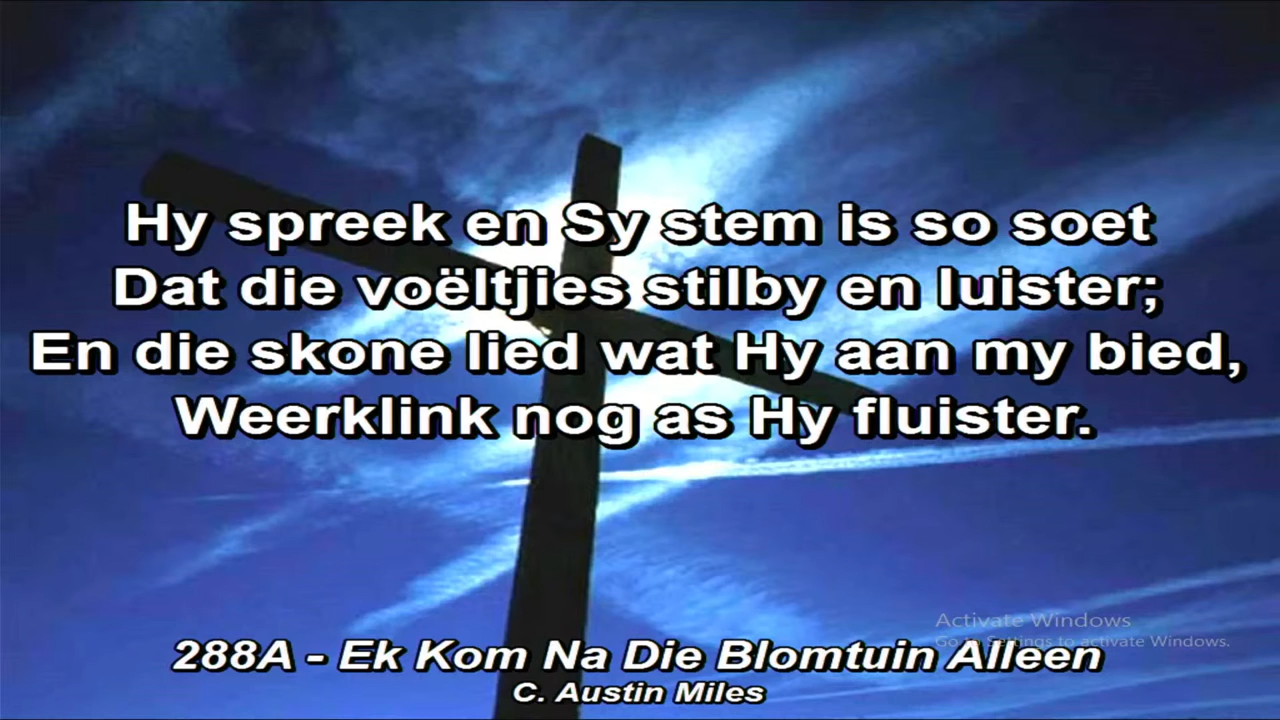 Hy spreek en Sy stem is so soet
Dat die voëltjies stilby en luister;
En die skone lied wat Hy aan my bied,
Weerklink nog as Hy fluister.
Activate Windows
Go to Settings to activate Windows.
288A - Ek Kom Na Die Blomtuin Alleen
C. Austin Miles